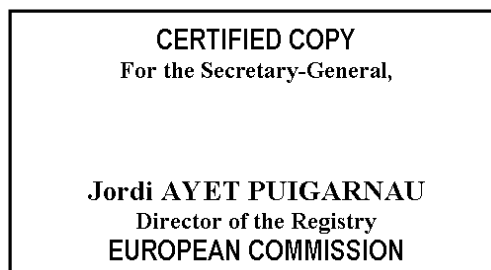 CERTIFIED COPY
For the Secretary-General,
Jordi AYET PUIGARNAU
Director of the Registry
EUROPEAN COMMISSION